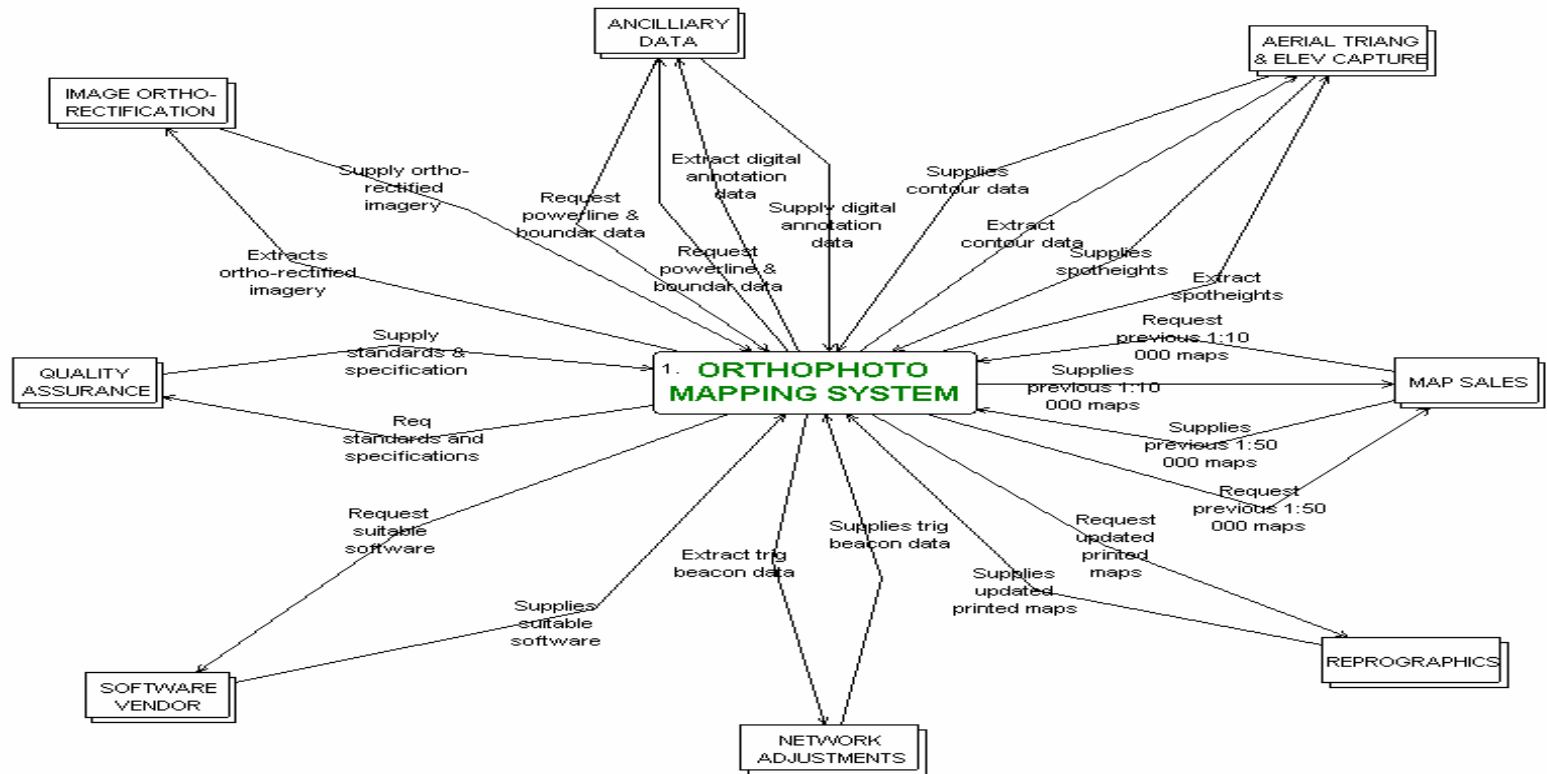 ANCILLIARY
DATA
AERIAL TRIANG
& ELEV CAPTURE
IMAGE ORTHO-
RECTIFICATION
Supply ortho-
rectified
imagery
Extracts
ortho-rectified
imagery
Request
powerline &
boundar data
Extract digital
annotation
data
Request
powerline &
boundar data
Supply digital
annotation
data
Supplies
contour data
Extract
contour data
Supplies
spotheights
Extract
spotheights
QUALITY
ASSURANCE
Supply
standards &
specification
Req
standards and
specifications
1. ORTHOPHOTO
MAPPING SYSTEM
Request
previous 1:10
000 maps
Supplies
previous 1:10
000 maps
Supplies
previous 1:50
000 maps
Request
previous 1:50
000 maps
MAP SALES
Request
suitable
software
Supplies
suitable
software
Extract trig
beacon data
Supplies trig
beacon data
Request
updated
printed
maps
Supplies
updated
printed maps
SOFTWARE
VENDOR
NETWORK
ADJUSTMENTS
REPROGRAPHICS